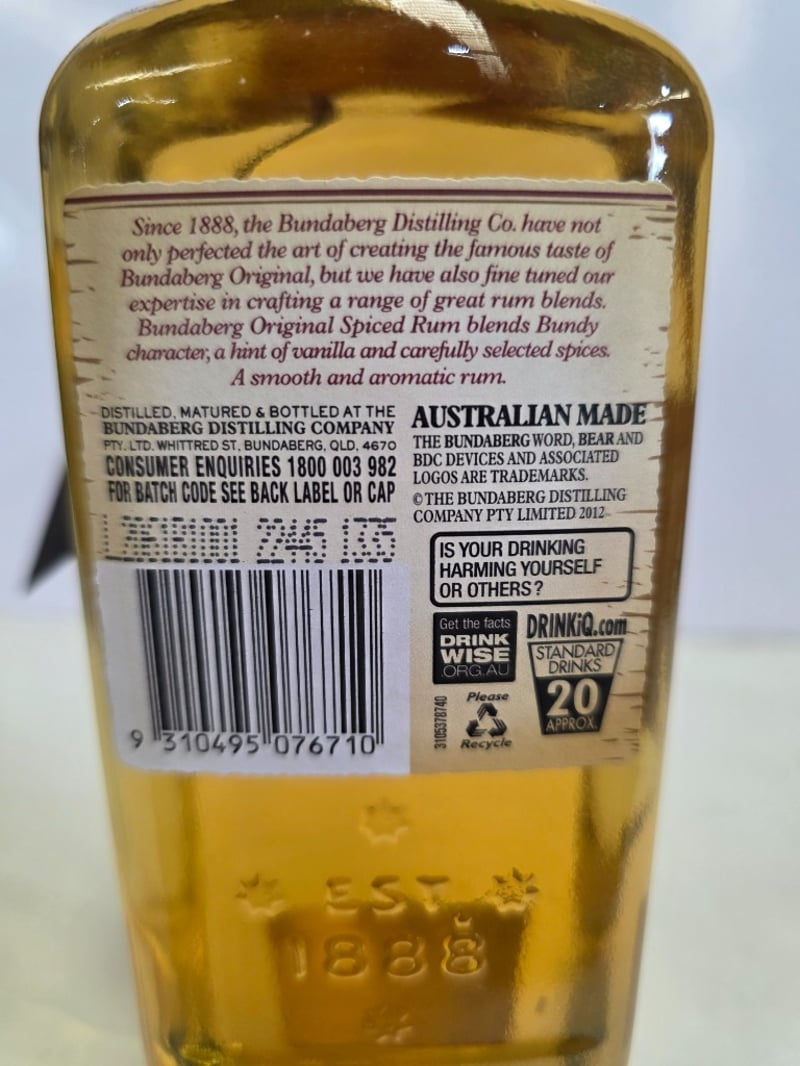 Since 1888, the Bundaberg Distilling Co. have not
only perfected the art of creating the famous taste of
Bundaberg Original, but we have also fine tuned our
expertise in crafting a range of great rum blends.
Bundaberg Original Spiced Rum blends Bundy
character, a hint of vanilla and carefully selected spices.
A smooth and aromatic rum.
DISTILLED, MATURED & BOTTLED AT THE
BUNDABERG DISTILLING COMPANY
PTY. LTD. WHITTRED ST, BUNDABERG, QLD, 4670
CONSUMER ENQUIRIES 1800 003 982
FOR BATCH CODE SEE BACK LABEL OR CAP
22445 1335
9 310495 076710
AUSTRALIAN MADE
THE BUNDABERG WORD, BEAR AND
BDC DEVICES AND ASSOCIATED
LOGOS ARE TRADEMARKS.
© THE BUNDABERG DISTILLING
COMPANY PTY LIMITED 2012
IS YOUR DRINKING
HARMING YOURSELF
OR OTHERS?
Get the facts
DRINK
WISE
.ORG.AU
DRINKiQ.com
STANDARD
DRINKS
20
APPROX.
3105378740
Please
Recycle
EST
1888